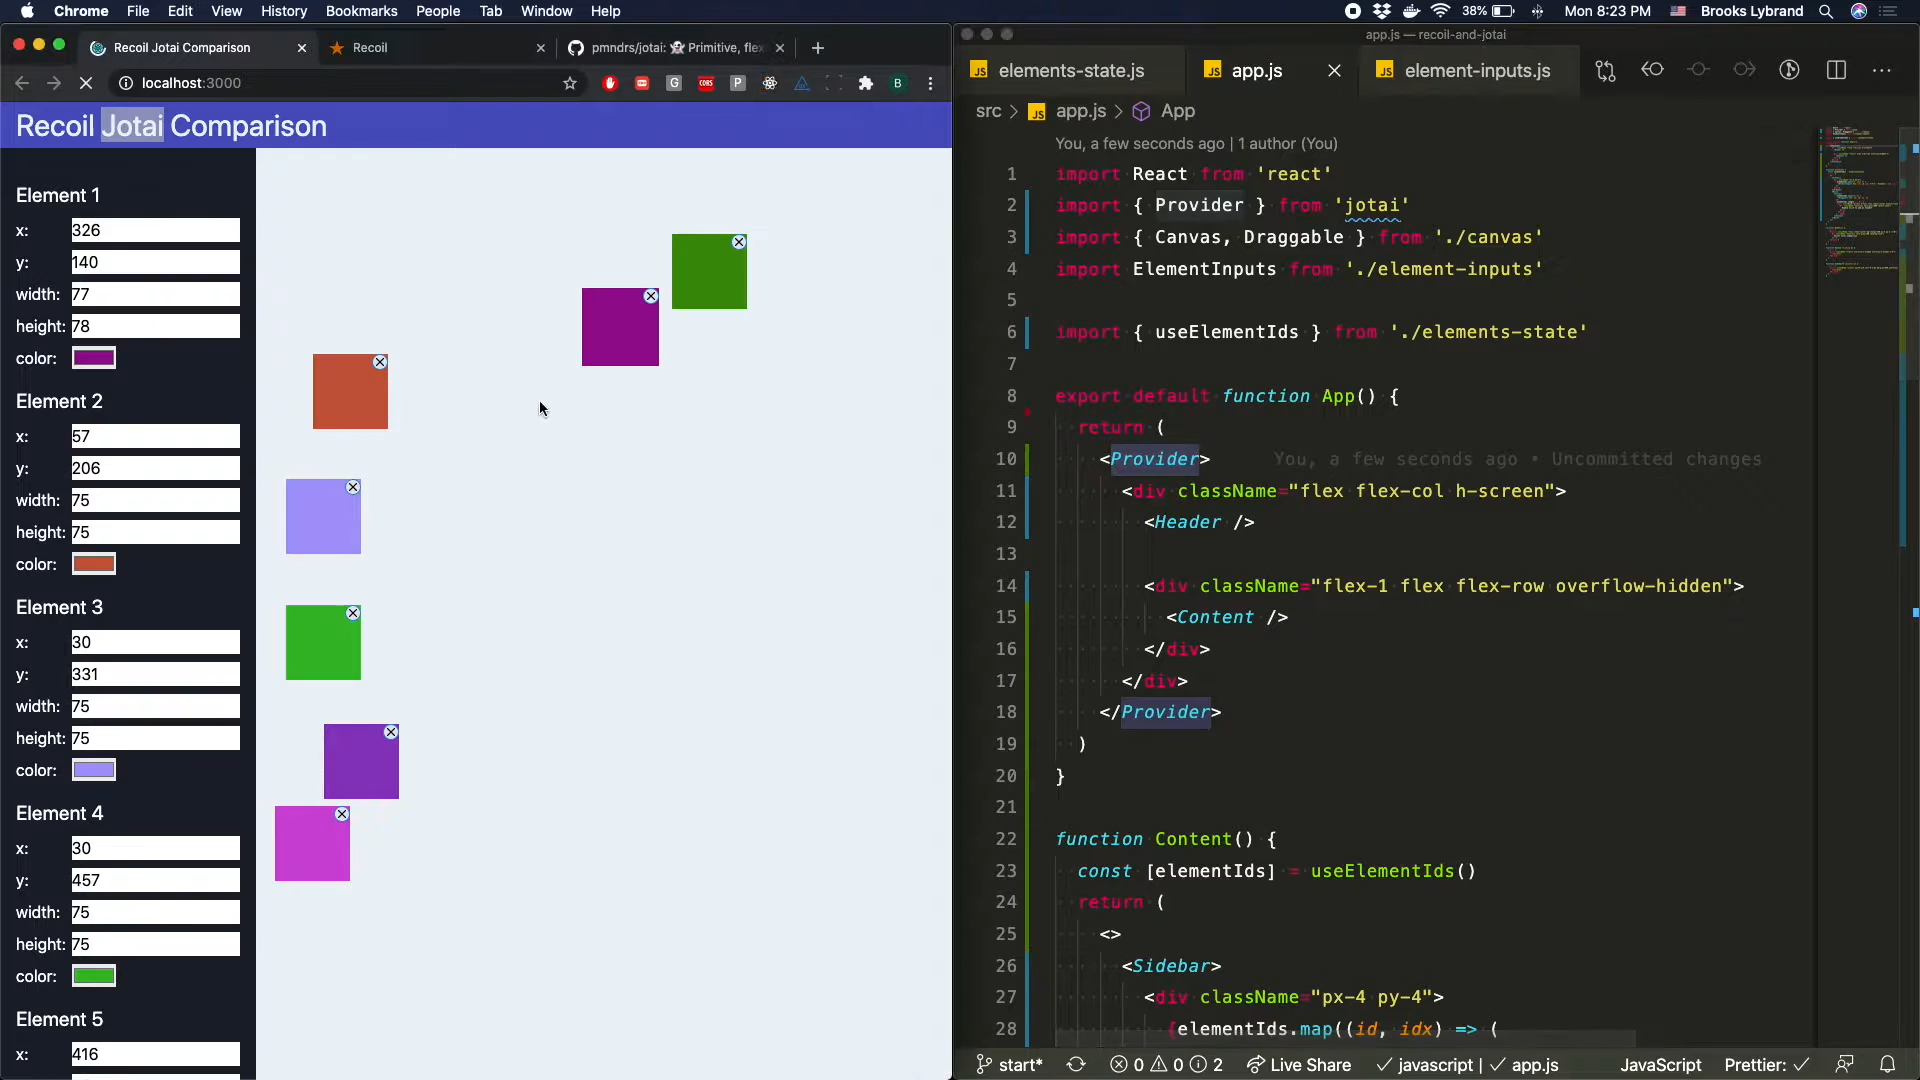 Chrome File Edit View History Bookmarks People Tab Window Help 38% Mon 8:23 PM Brooks Lybrand
Recoil Jotai Comparison
Recoil
pmndrs/jotai: 👻 Primitive, flex
localhost:3000
Recoil Jotai Comparison
Element 1
x: 326
y: 140
width: 77
height: 78
color:
Element 2
x: 57
y: 206
width: 75
height: 75
color:
Element 3
x: 30
y: 331
width: 75
height: 75
color:
Element 4
x: 30
y: 457
width: 75
height: 75
color:
Element 5
x: 416
app.js — recoil-and-jotai
JS elements-state.js
JS app.js
JS element-inputs.js
src > JS app.js > App
You, a few seconds ago | 1 author (You)
1 import React from 'react'
2 import { Provider } from 'jotai'
3 import { Canvas, Draggable } from './canvas'
4 import ElementInputs from './element-inputs'
5
6 import { useElementIds } from './elements-state'
7
8 export default function App() {
9 return (
10 <Provider> You, a few seconds ago • Uncommitted changes
11 <div className="flex flex-col h-screen">
12 <Header />
13
14 <div className="flex-1 flex flex-row overflow-hidden">
15 <Content />
16 </div>
17 </div>
18 </Provider>
19 )
20 }
21
22 function Content() {
23 const [elementIds] = useElementIds()
24 return (
25 <>
26 <Sidebar>
27 <div className="px-4 py-4">
28 {elementIds.map((id, idx) => (
start* 0 0 2 Live Share ✓ javascript | ✓ app.js JavaScript Prettier: ✓